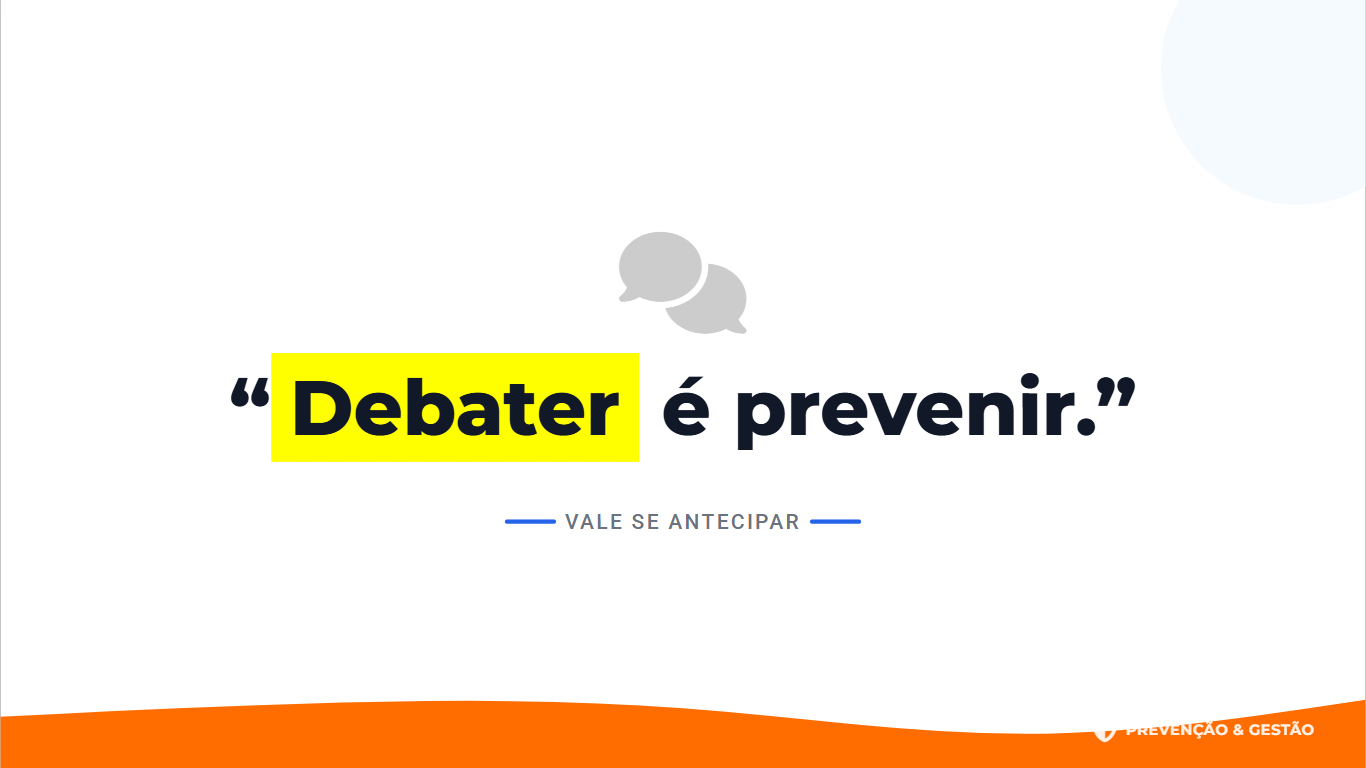 “Debater é prevenir.”
VALE SE ANTECIPAR
PREVENÇÃO & GESTÃO